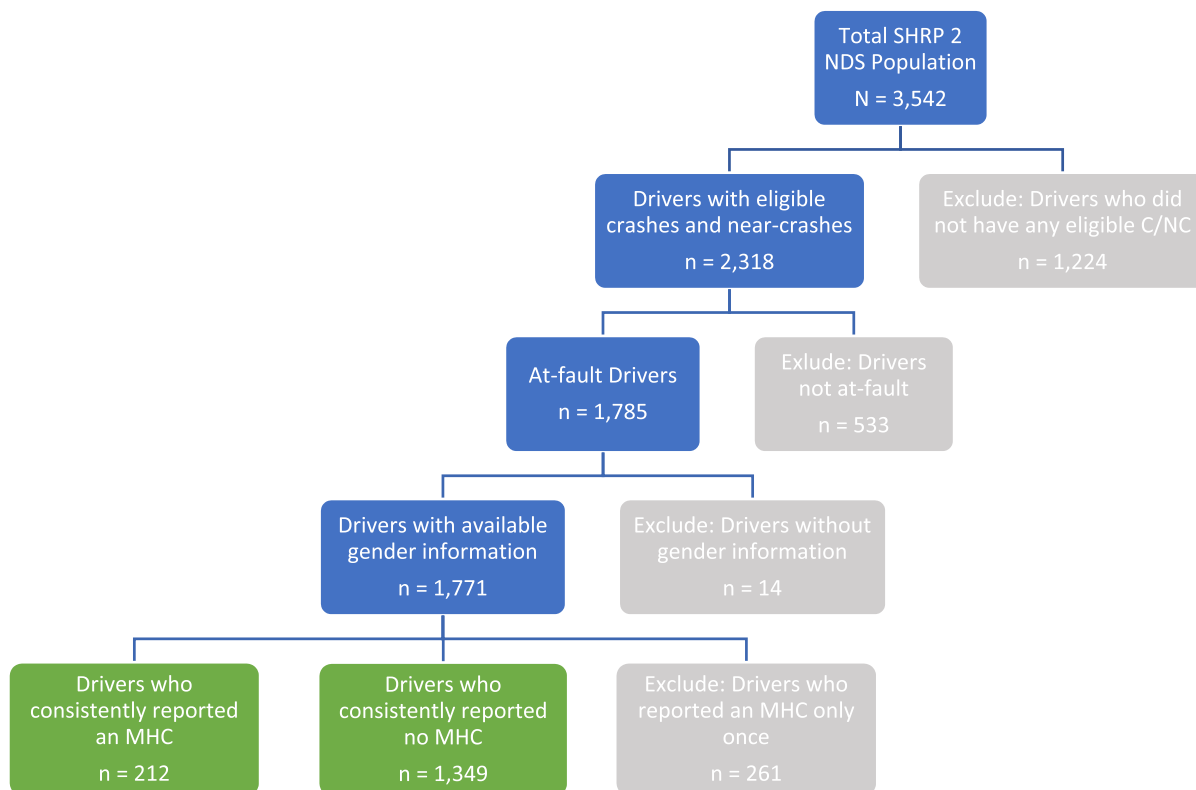 Total SHRP 2
NDS Population
N = 3,542
Drivers with eligible
crashes and near-crashes
n = 2,318
Exclude: Drivers who did
not have any eligible C/NC
n = 1,224
At-fault Drivers
n = 1,785
Exlude: Drivers
not at-fault
n = 533
Drivers with available
gender information
n = 1,771
Exclude: Drivers without
gender information
n = 14
Drivers who
consistently reported
an MHC
n = 212
Drivers who
consistently reported
no MHC
n = 1,349
Exclude: Drivers who
reported an MHC only
once
n = 261